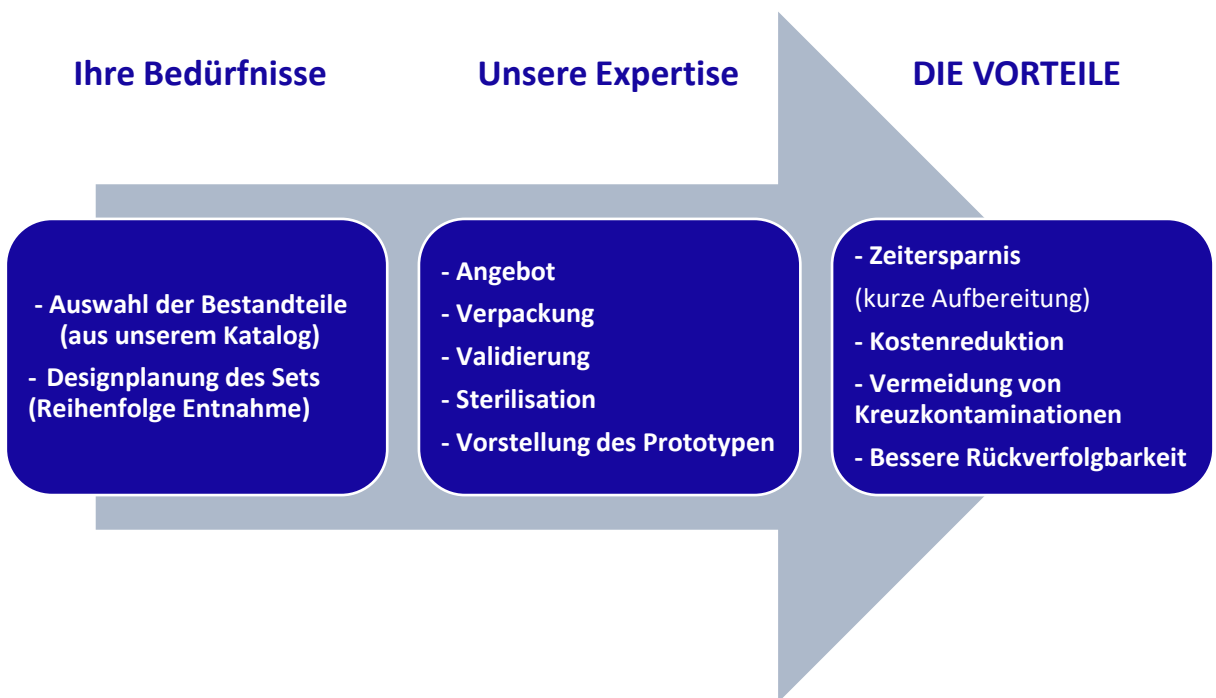 Ihre Bedürfnisse
Unsere Expertise
DIE VORTEILE
- Auswahl der Bestandteile
(aus unserem Katalog)
- Designplanung des Sets
(Reihenfolge Entnahme)
- Angebot
- Verpackung
- Validierung
- Sterilisation
- Vorstellung des Prototypen
- Zeitersparnis
(kurze Aufbereitung)
- Kostenreduktion
- Vermeidung von
Kreuzkontaminationen
- Bessere Rückverfolgbarkeit